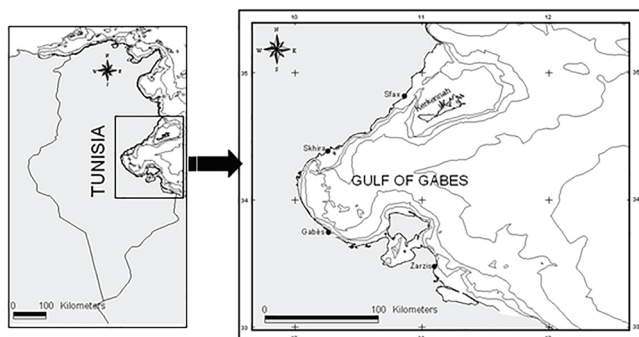 TUNISIA
0 100 Kilometers
10 11 12
N
W E
Sfax
Kerkennah
Skhira
GULF OF GABES
34 34
Gabès
Zarzis
0 100
Kilometers
33